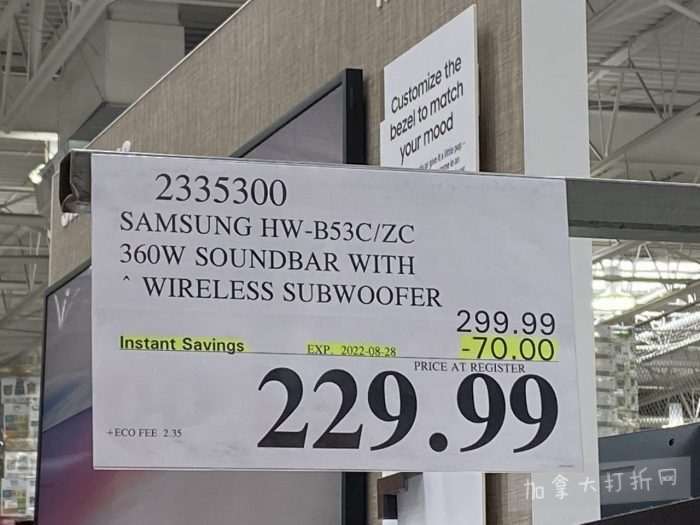 Customize the
bezel to match
your mood
2335300
SAMSUNG HW-B53C/ZC
360W SOUNDBAR WITH
^ WIRELESS SUBWOOFER
299.99
Instant Savings EXP. 2022-08-28 -70.00
PRICE AT REGISTER
229.99
+ECO FEE 2.35
加拿大打折网